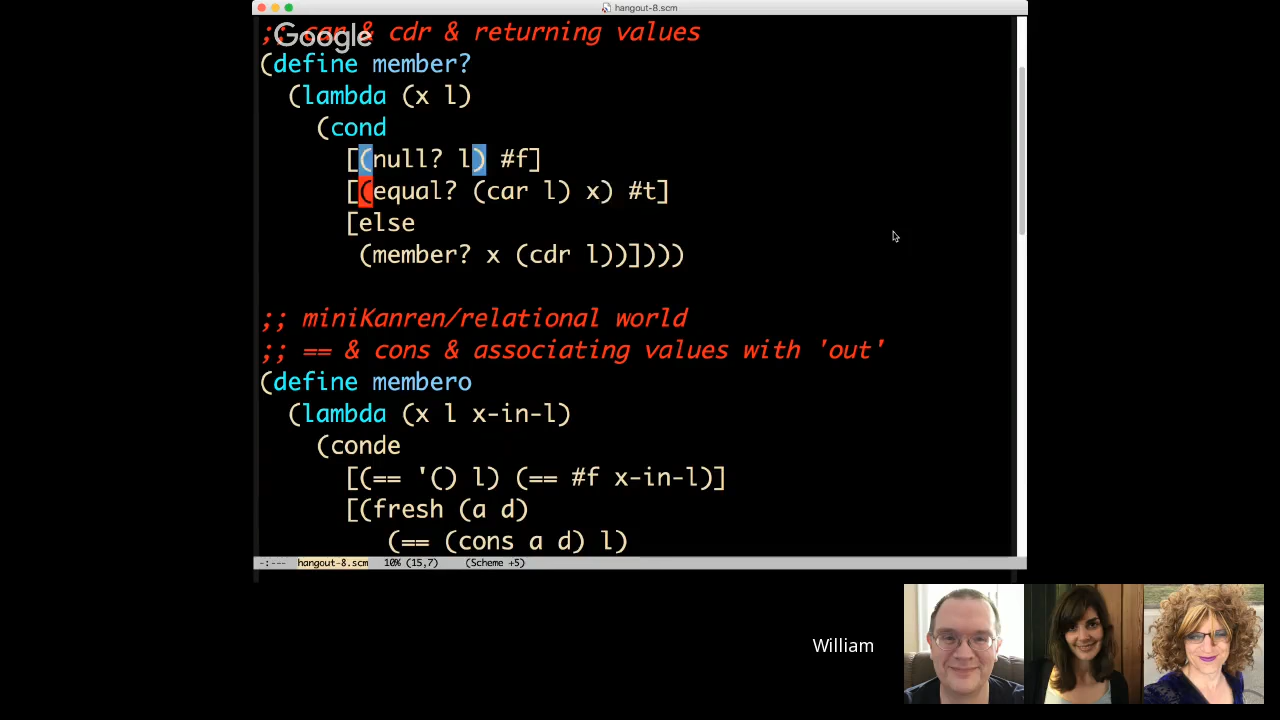 hangout-8.scm
Google
;; car & cdr & returning values
(define member?
(lambda (x l)
(cond
[(null? l) #f]
[(equal? (car l) x) #t]
[else
(member? x (cdr l))])))
;; miniKanren/relational world
;; == & cons & associating values with 'out'
(define membero
(lambda (x l x-in-l)
(conde
[(== '() l) (== #f x-in-l)]
[(fresh (a d)
(== (cons a d) l)
-:--- hangout-8.scm 10% (15,7) (Scheme +5)
William